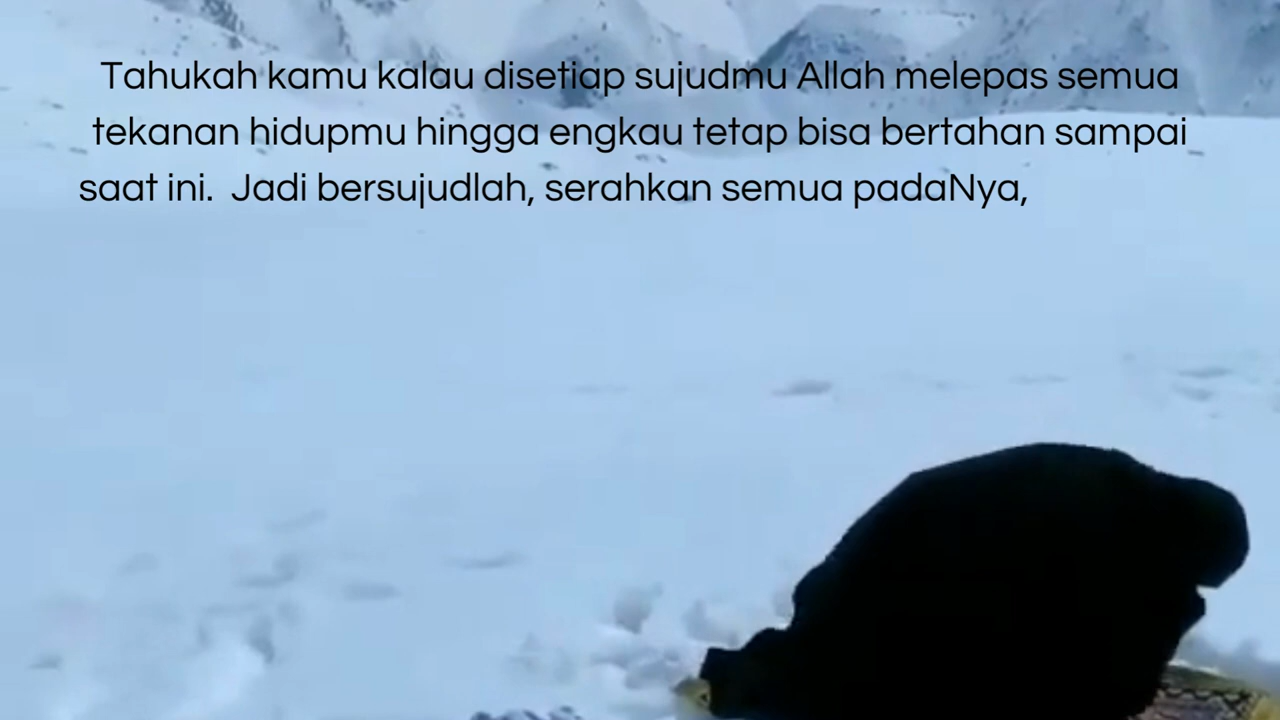 Tahukah kamu kalau disetiap sujudmu Allah melepas semua
tekanan hidupmu hingga engkau tetap bisa bertahan sampai
saat ini. Jadi bersujudlah, serahkan semua padaNya,